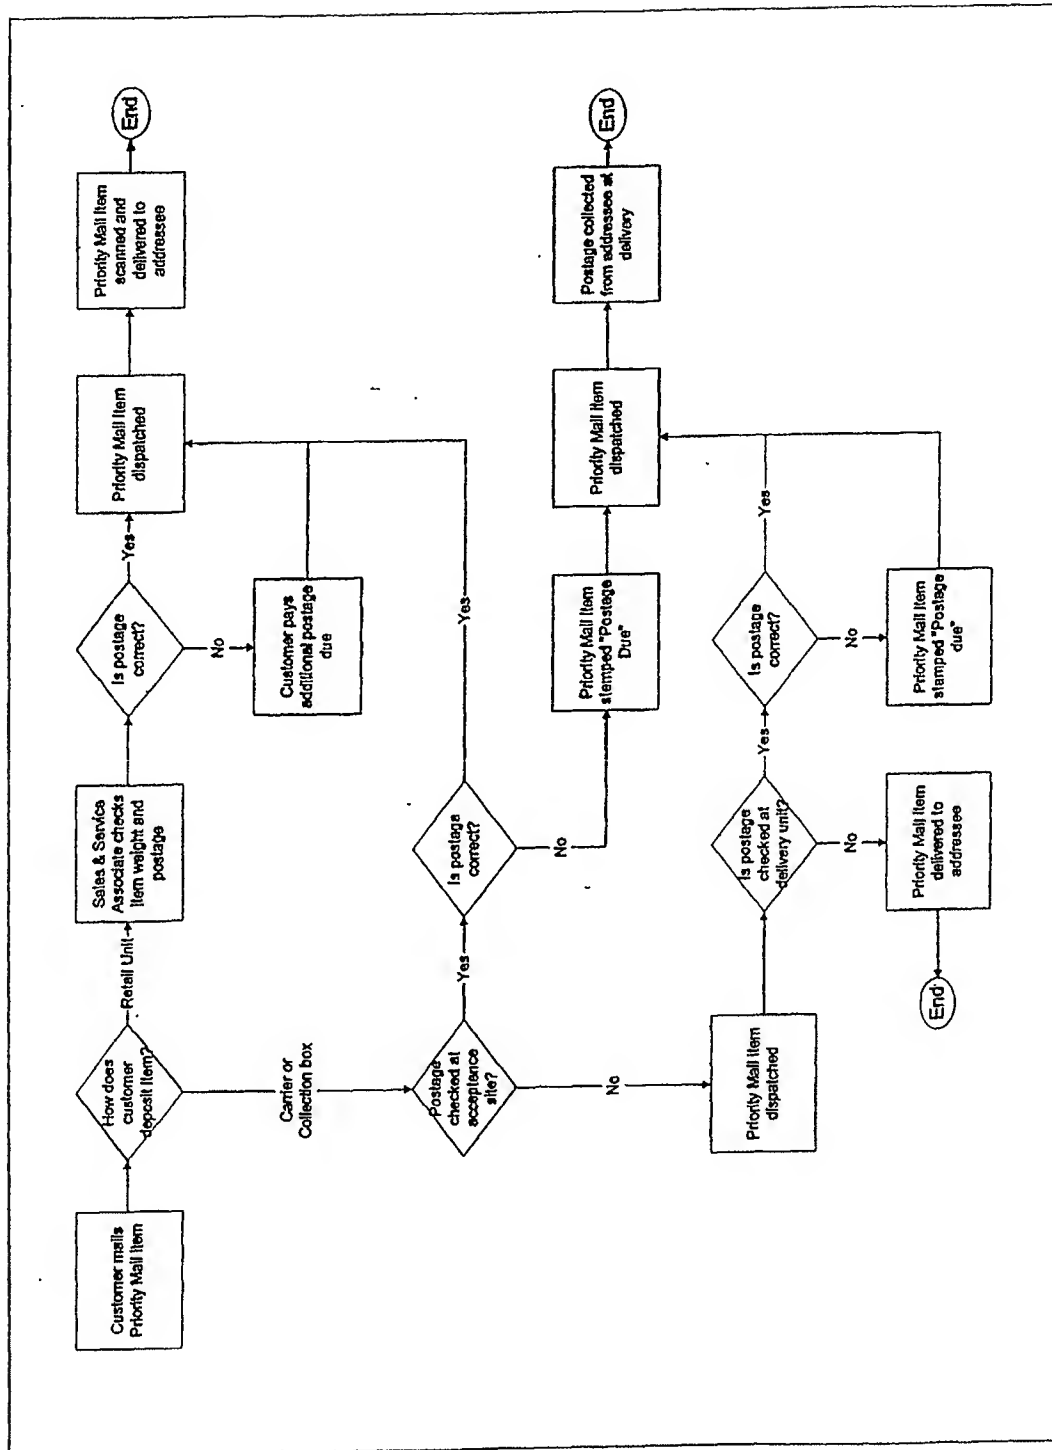 Customer mails
Priority Mail Item
How does
customer
deposit item?
Retail Unit
Sales & Service
Associate checks
item weight and
postage
Is postage
correct?
Yes
Priority Mail Item
dispatched
Priority Mail Item
scanned and
delivered to
addressee
End
No
Customer pays
additional postage
due
Carrier or
Collection box
Postage
checked at
acceptance
site?
Yes
Is postage
correct?
Yes
No
Priority Mail Item
stamped "Postage
Due"
Priority Mail Item
dispatched
Postage collected
from addressee at
delivery
End
No
Priority Mail Item
dispatched
Is postage
checked at
delivery unit?
Yes
Is postage
correct?
Yes
No
Priority Mail Item
stamped "Postage
due"
No
Priority Mail Item
delivered to
addressee
End